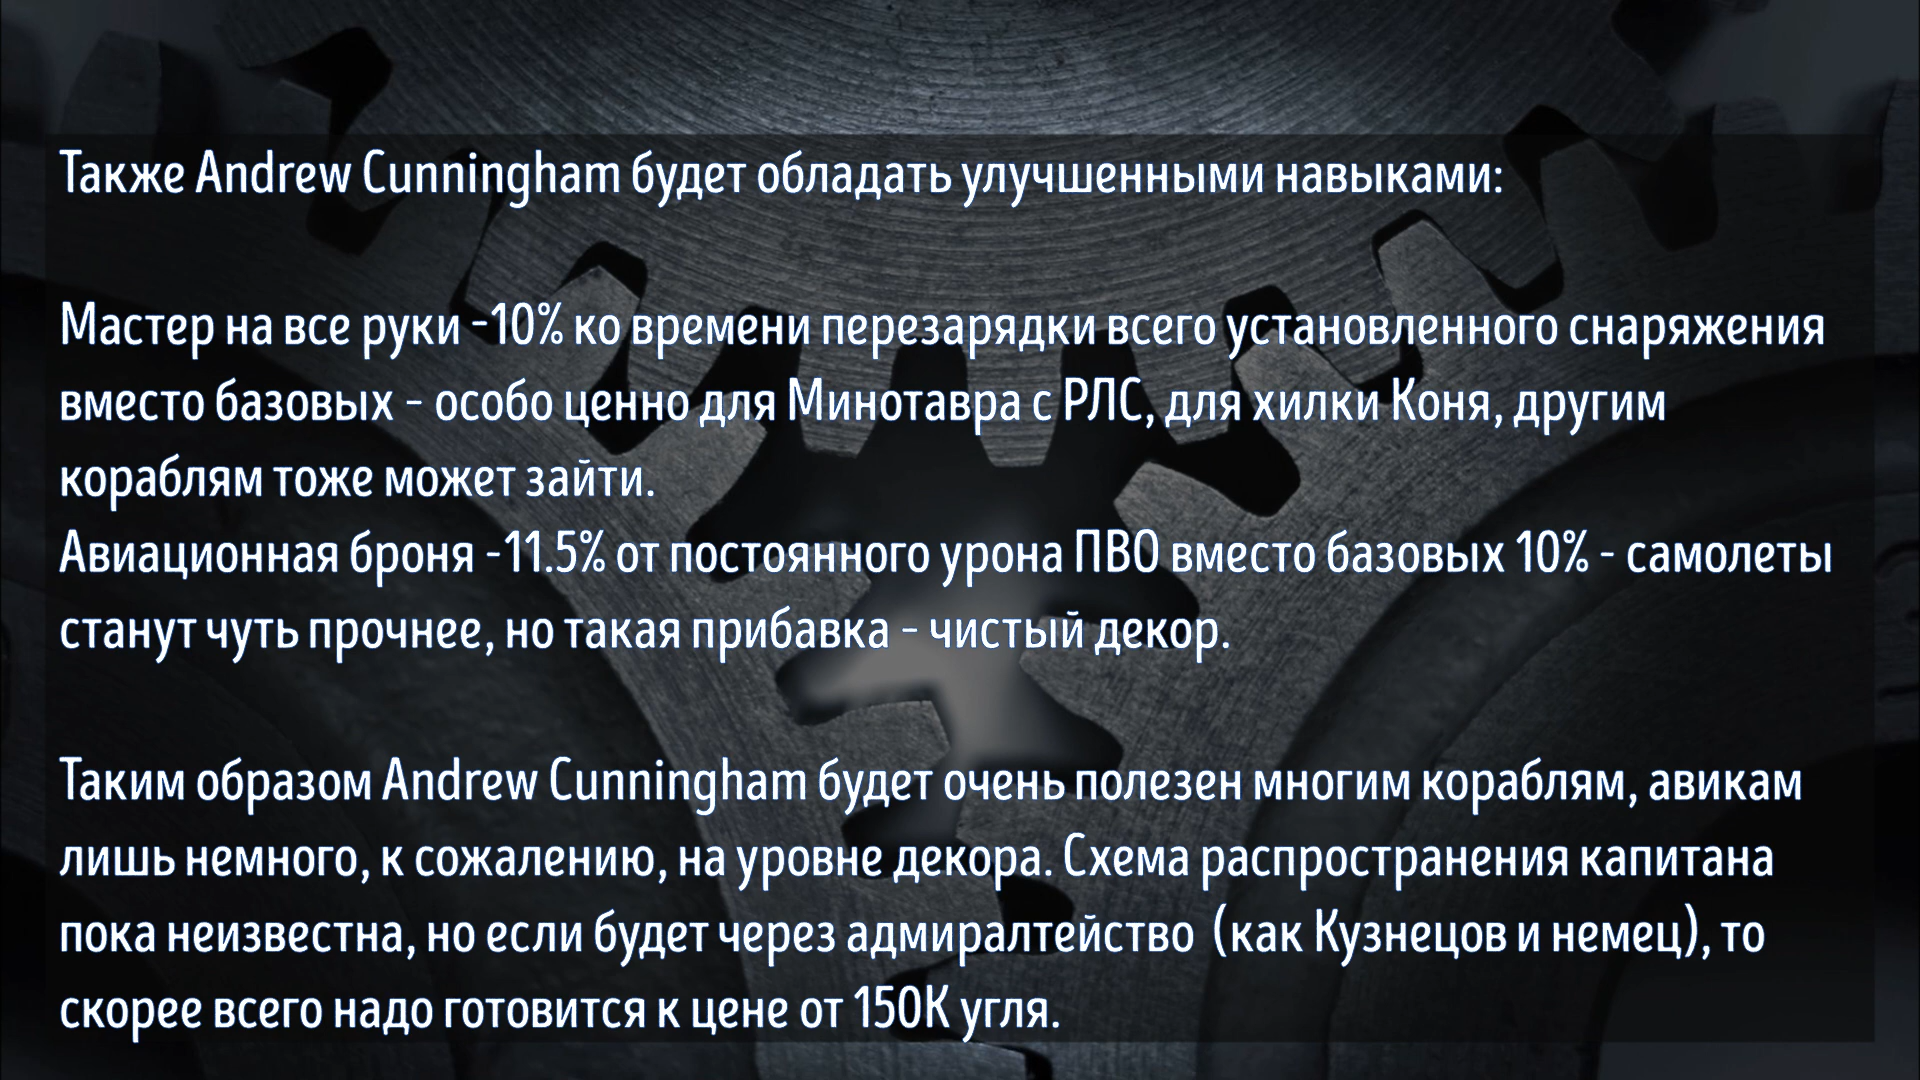 Также Andrew Cunningham будет обладать улучшенными навыками:
Мастер на все руки -10% ко времени перезарядки всего установленного снаряжения
вместо базовых - особо ценно для Минотавра с РЛС, для хилки Коня, другим
кораблям тоже может зайти.
Авиационная броня -11.5% от постоянного урона ПВО вместо базовых 10% - самолеты
станут чуть прочнее, но такая прибавка - чистый декор.
Таким образом Andrew Cunningham будет очень полезен многим кораблям, авикам
лишь немного, к сожалению, на уровне декора. Схема распространения капитана
пока неизвестна, но если будет через адмиралтейство (как Кузнецов и немец), то
скорее всего надо готовится к цене от 150К угля.